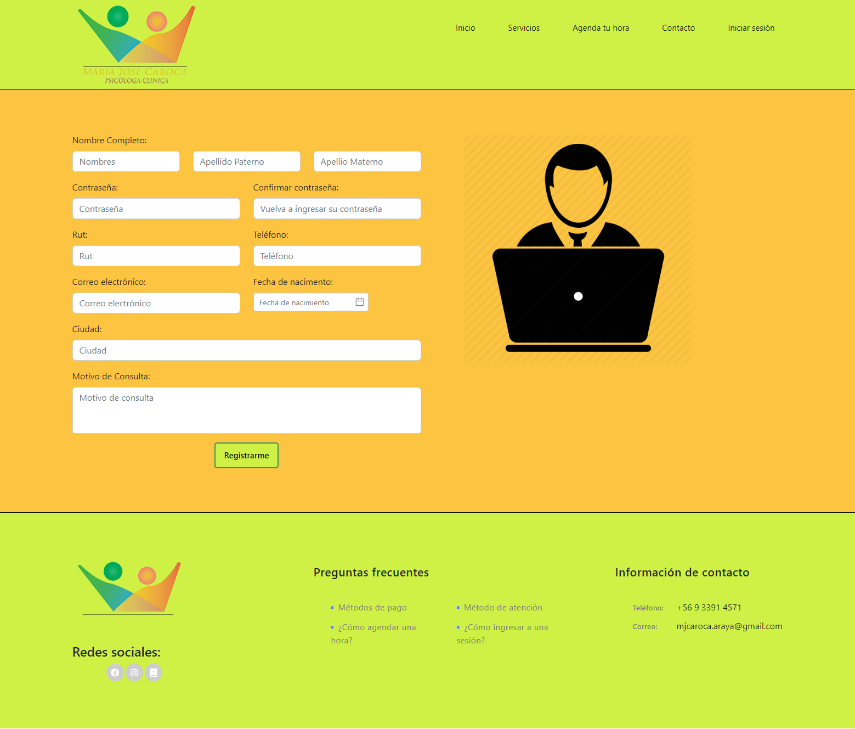 MARIA JOSE CAROCA
PSICÓLOGA CLINICA
Inicio Servicios Agenda tu hora Contacto Iniciar sesión
Nombre Completo:
Nombres Apellido Paterno Apellio Materno
Contraseña: Confirmar contraseña:
Contraseña Vuelva a ingresar su contraseña
Rut: Teléfono:
Rut Teléfono
Correo electrónico: Fecha de nacimiento:
Correo electrónico Fecha de nacimiento
Ciudad:
Ciudad
Motivo de Consulta:
Motivo de consulta
Registrarme
Redes sociales:
Preguntas frecuentes
Métodos de pago
¿Cómo agendar una
hora?
Método de atención
¿Cómo ingresar a una
sesión?
Información de contacto
Teléfono: +56 9 3391 4571
Correo: mjcaroca.araya@gmail.com